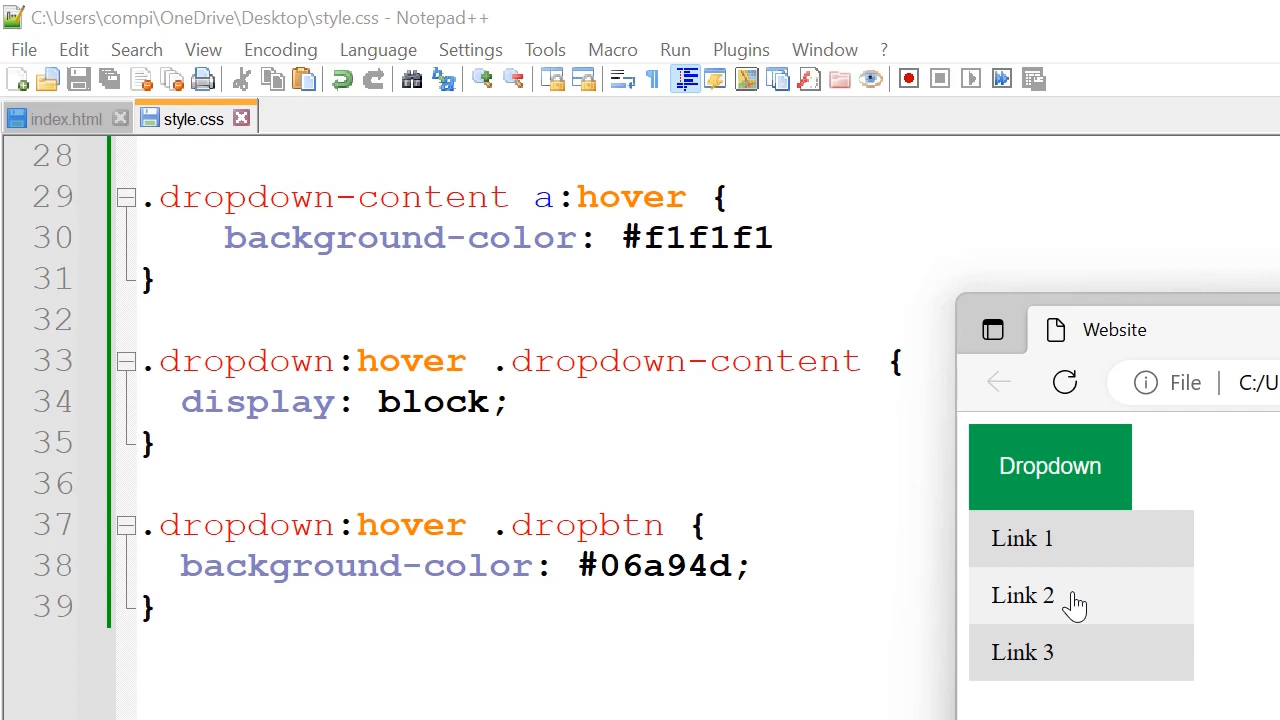 C:\Users\compi\OneDrive\Desktop\style.css - Notepad++
File Edit Search View Encoding Language Settings Tools Macro Run Plugins Window ?
index.html style.css
28
29 .dropdown-content a:hover {
30 background-color: #f1f1f1
31 }
32
33 .dropdown:hover .dropdown-content {
34 display: block;
35 }
36
37 .dropdown:hover .dropbtn {
38 background-color: #06a94d;
39 }
Website
File | C:/U
Dropdown
Link 1
Link 2
Link 3